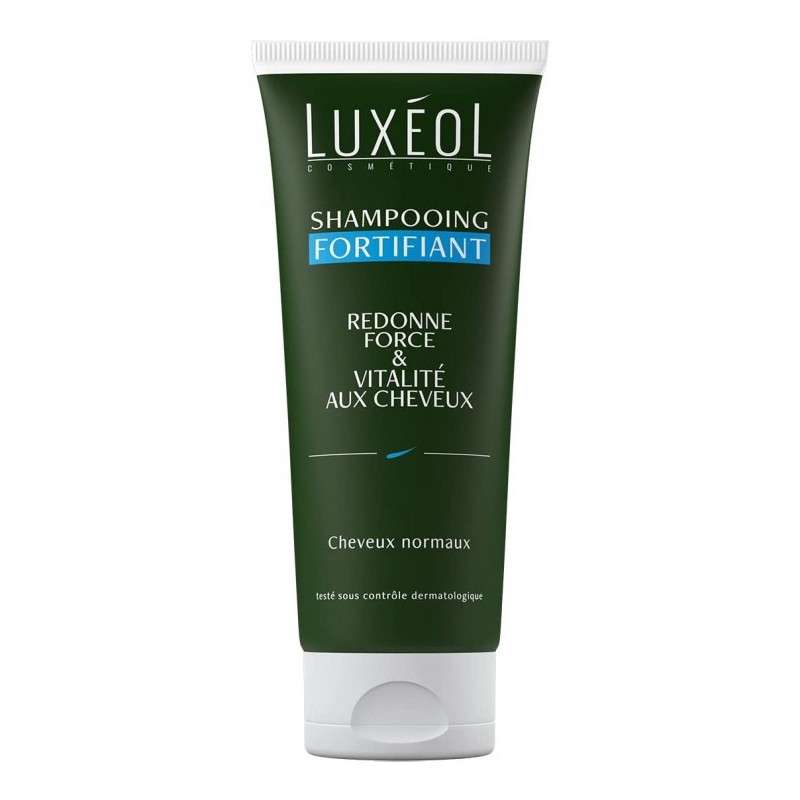 LUXÉOL
COSMÉTIQUE
SHAMPOOING
FORTIFIANT
REDONNE
FORCE
&
VITALITÉ
AUX CHEVEUX
Cheveux normaux
testé sous contrôle dermatologique